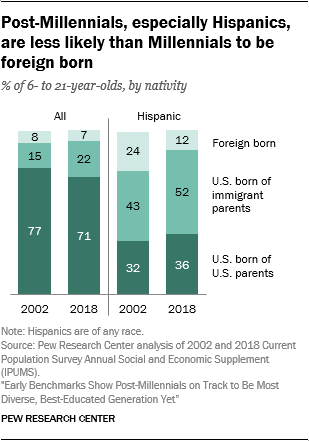 Post-Millennials, especially Hispanics,
are less likely than Millennials to be
foreign born
% of 6- to 21-year-olds, by nativity
All
Hispanic
8
7
24
12
Foreign born
15
22
43
52
U.S. born of
immigrant
parents
77
71
32
36
U.S. born of
U.S. parents
2002
2018
2002
2018
Note: Hispanics are of any race.
Source: Pew Research Center analysis of 2002 and 2018 Current
Population Survey Annual Social and Economic Supplement
(IPUMS).
"Early Benchmarks Show Post-Millennials on Track to Be Most
Diverse, Best-Educated Generation Yet"
PEW RESEARCH CENTER